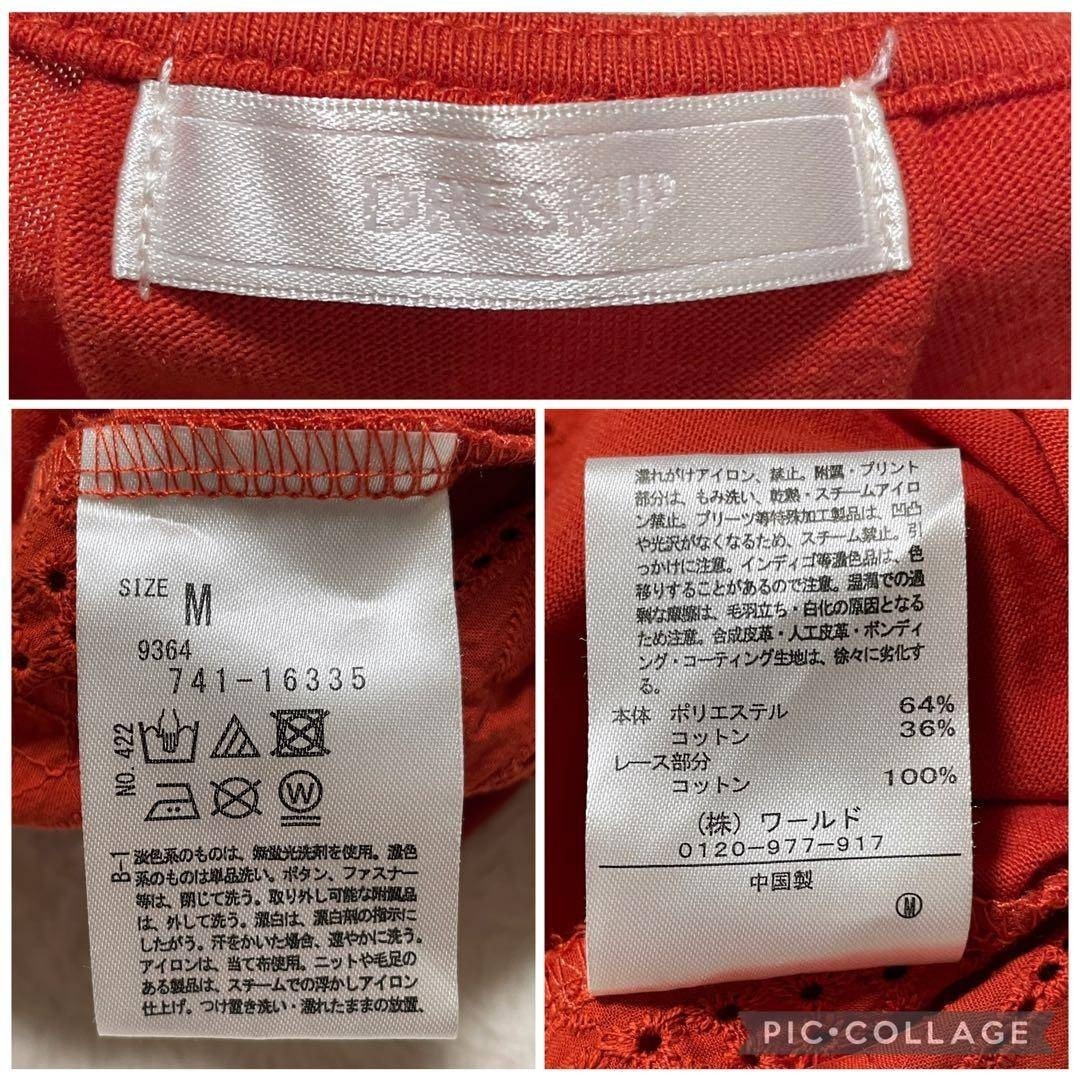 DRESKIP
SIZE M
9364
741-16335
NO.422
B-1
淡色系のものは、無蛍光洗剤を使用。濃色
系のものは単品洗い。ボタン、ファスナー
等は、閉じて洗う。取り外し可能な附属品
は、外して洗う。漂白は、漂白剤の指示に
したがう。汗をかいた場合、速やかに洗う。
アイロンは、当て布使用。ニットや毛足の
ある製品は、スチームでの浮かしアイロン
仕上げ。つけ置き洗い・濡れたままの放置、
濡れがけアイロン、禁止。附属・プリント
部分は、もみ洗い、乾熱・スチームアイロ
ン禁止。プリーツ等特殊加工製品は、凹凸
や光沢がなくなるため、スチーム禁止。引
っかけに注意。インディゴ等濃色品は、色
移りすることがあるので注意。湿潤での過
剰な摩擦は、毛羽立ち・白化の原因となる
ため注意。合成皮革・人工皮革・ボンディ
ング・コーティング生地は、徐々に劣化す
る。
本体 ポリエステル 64%
コットン 36%
レース部分
コットン 100%
(株) ワールド
0120-977-917
中国製
M
PIC•COLLAGE